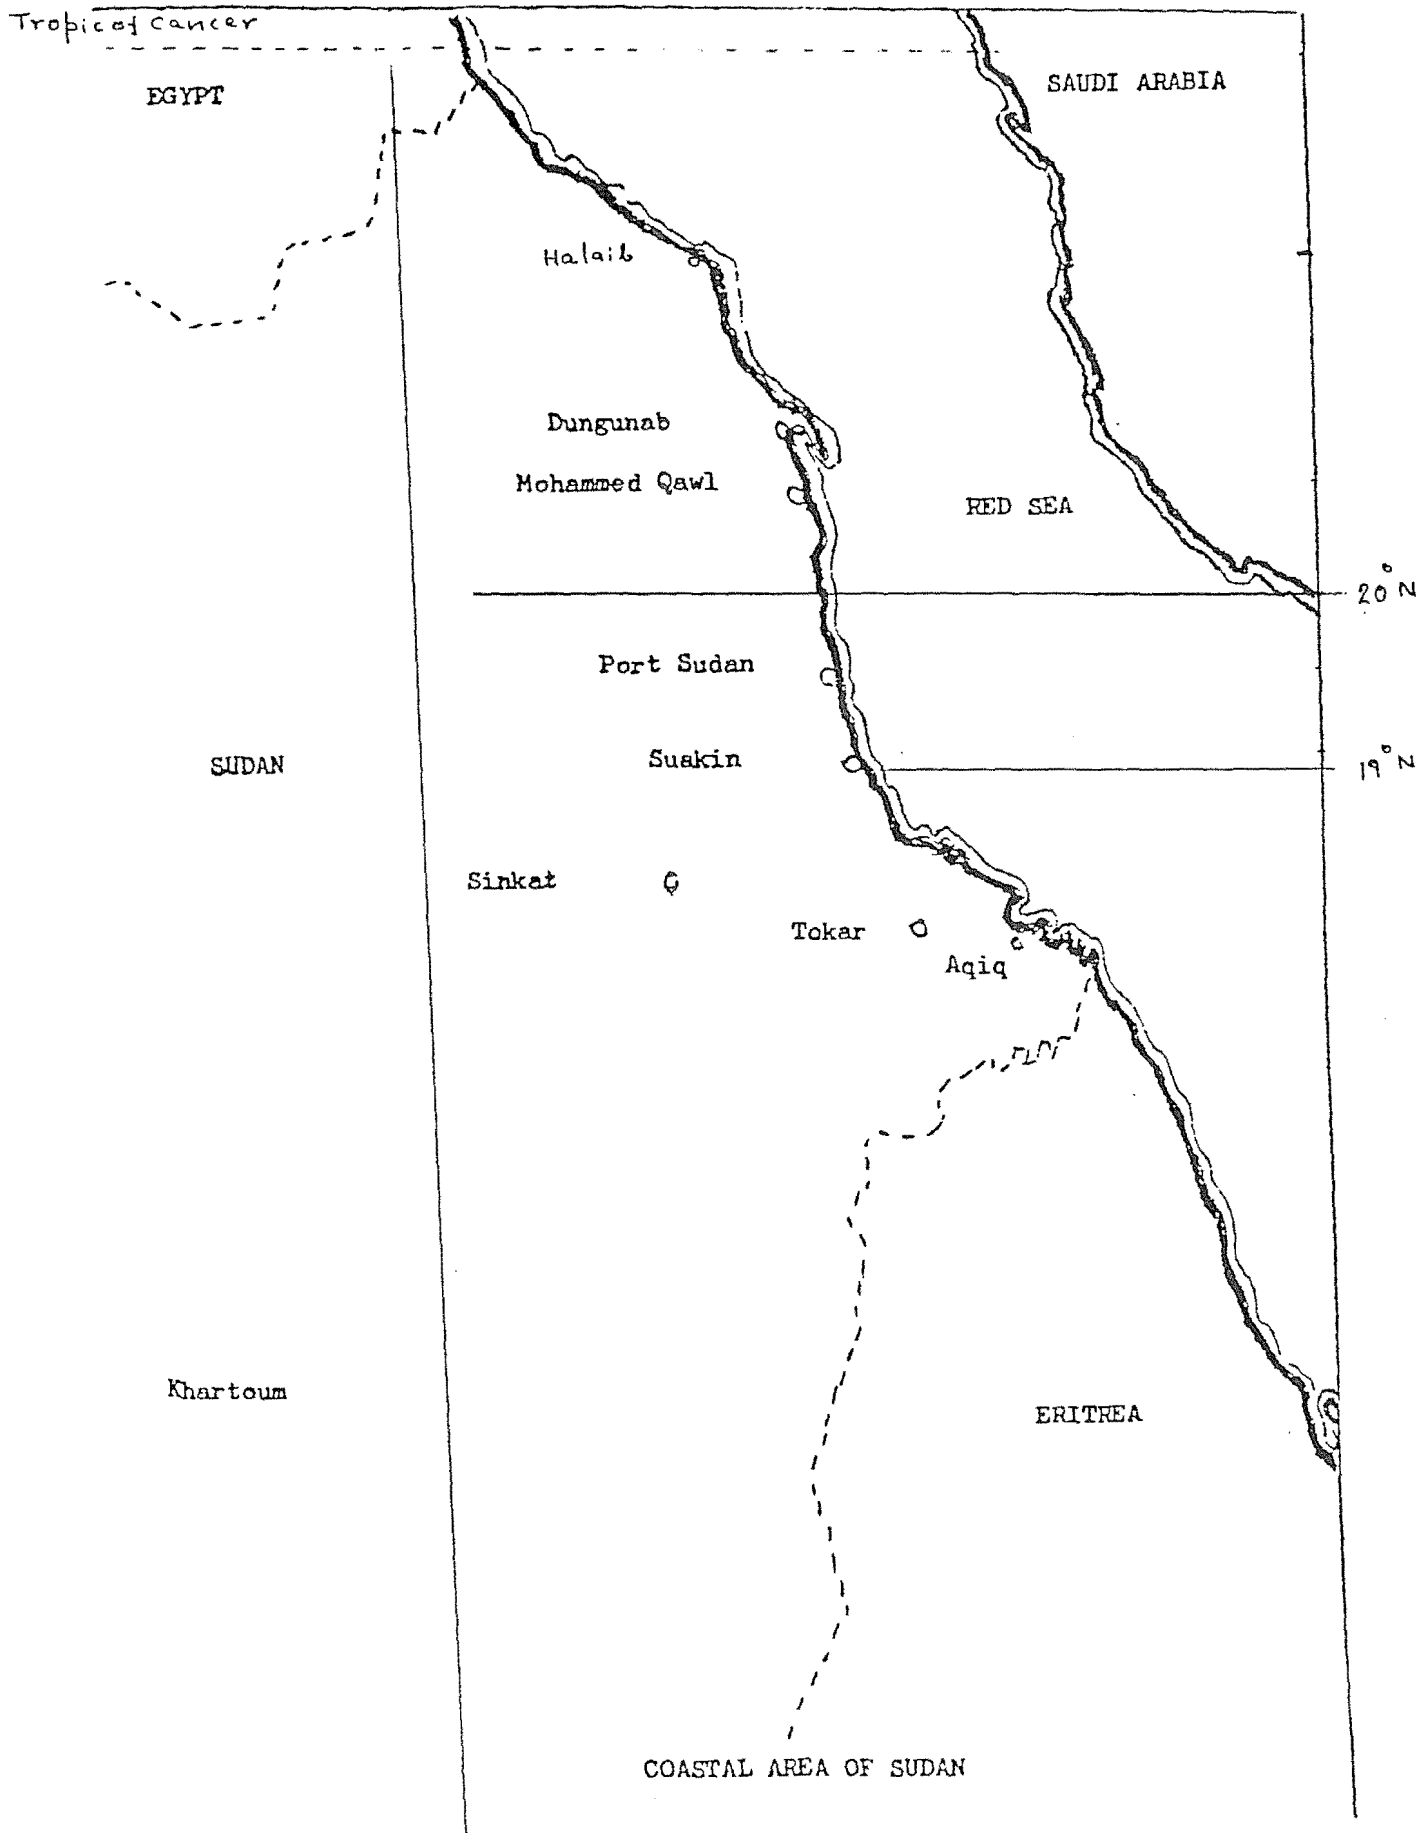 Tropic of Cancer
EGYPT
SAUDI ARABIA
Halaib
Dungunab
Mohammed Qawl
RED SEA
20°N
Port Sudan
Suakin
SUDAN
19°N
Sinkat
Tokar
Aqiq
Khartoum
ERITREA
COASTAL AREA OF SUDAN